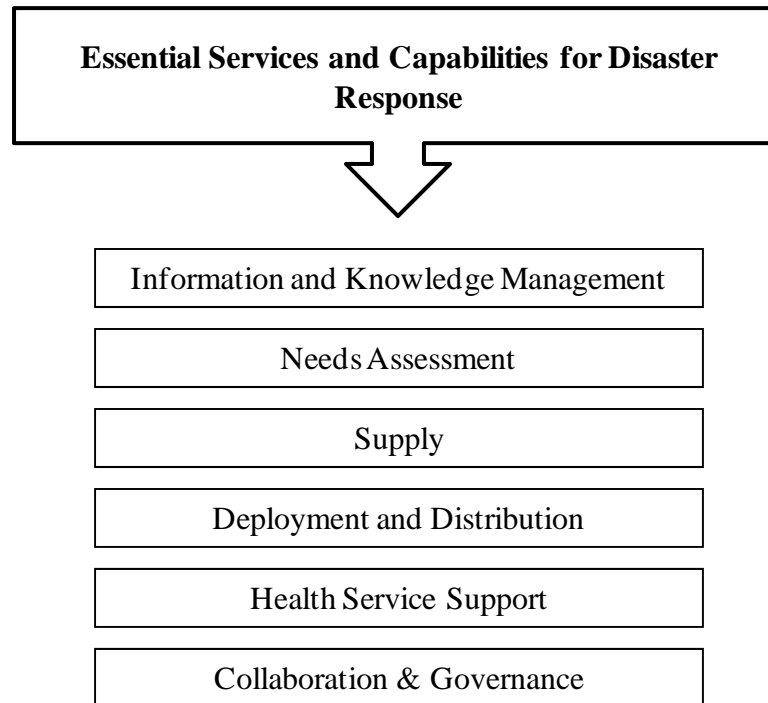 Essential Services and Capabilities for Disaster
Response
Information and Knowledge Management
Needs Assessment
Supply
Deployment and Distribution
Health Service Support
Collaboration & Governance